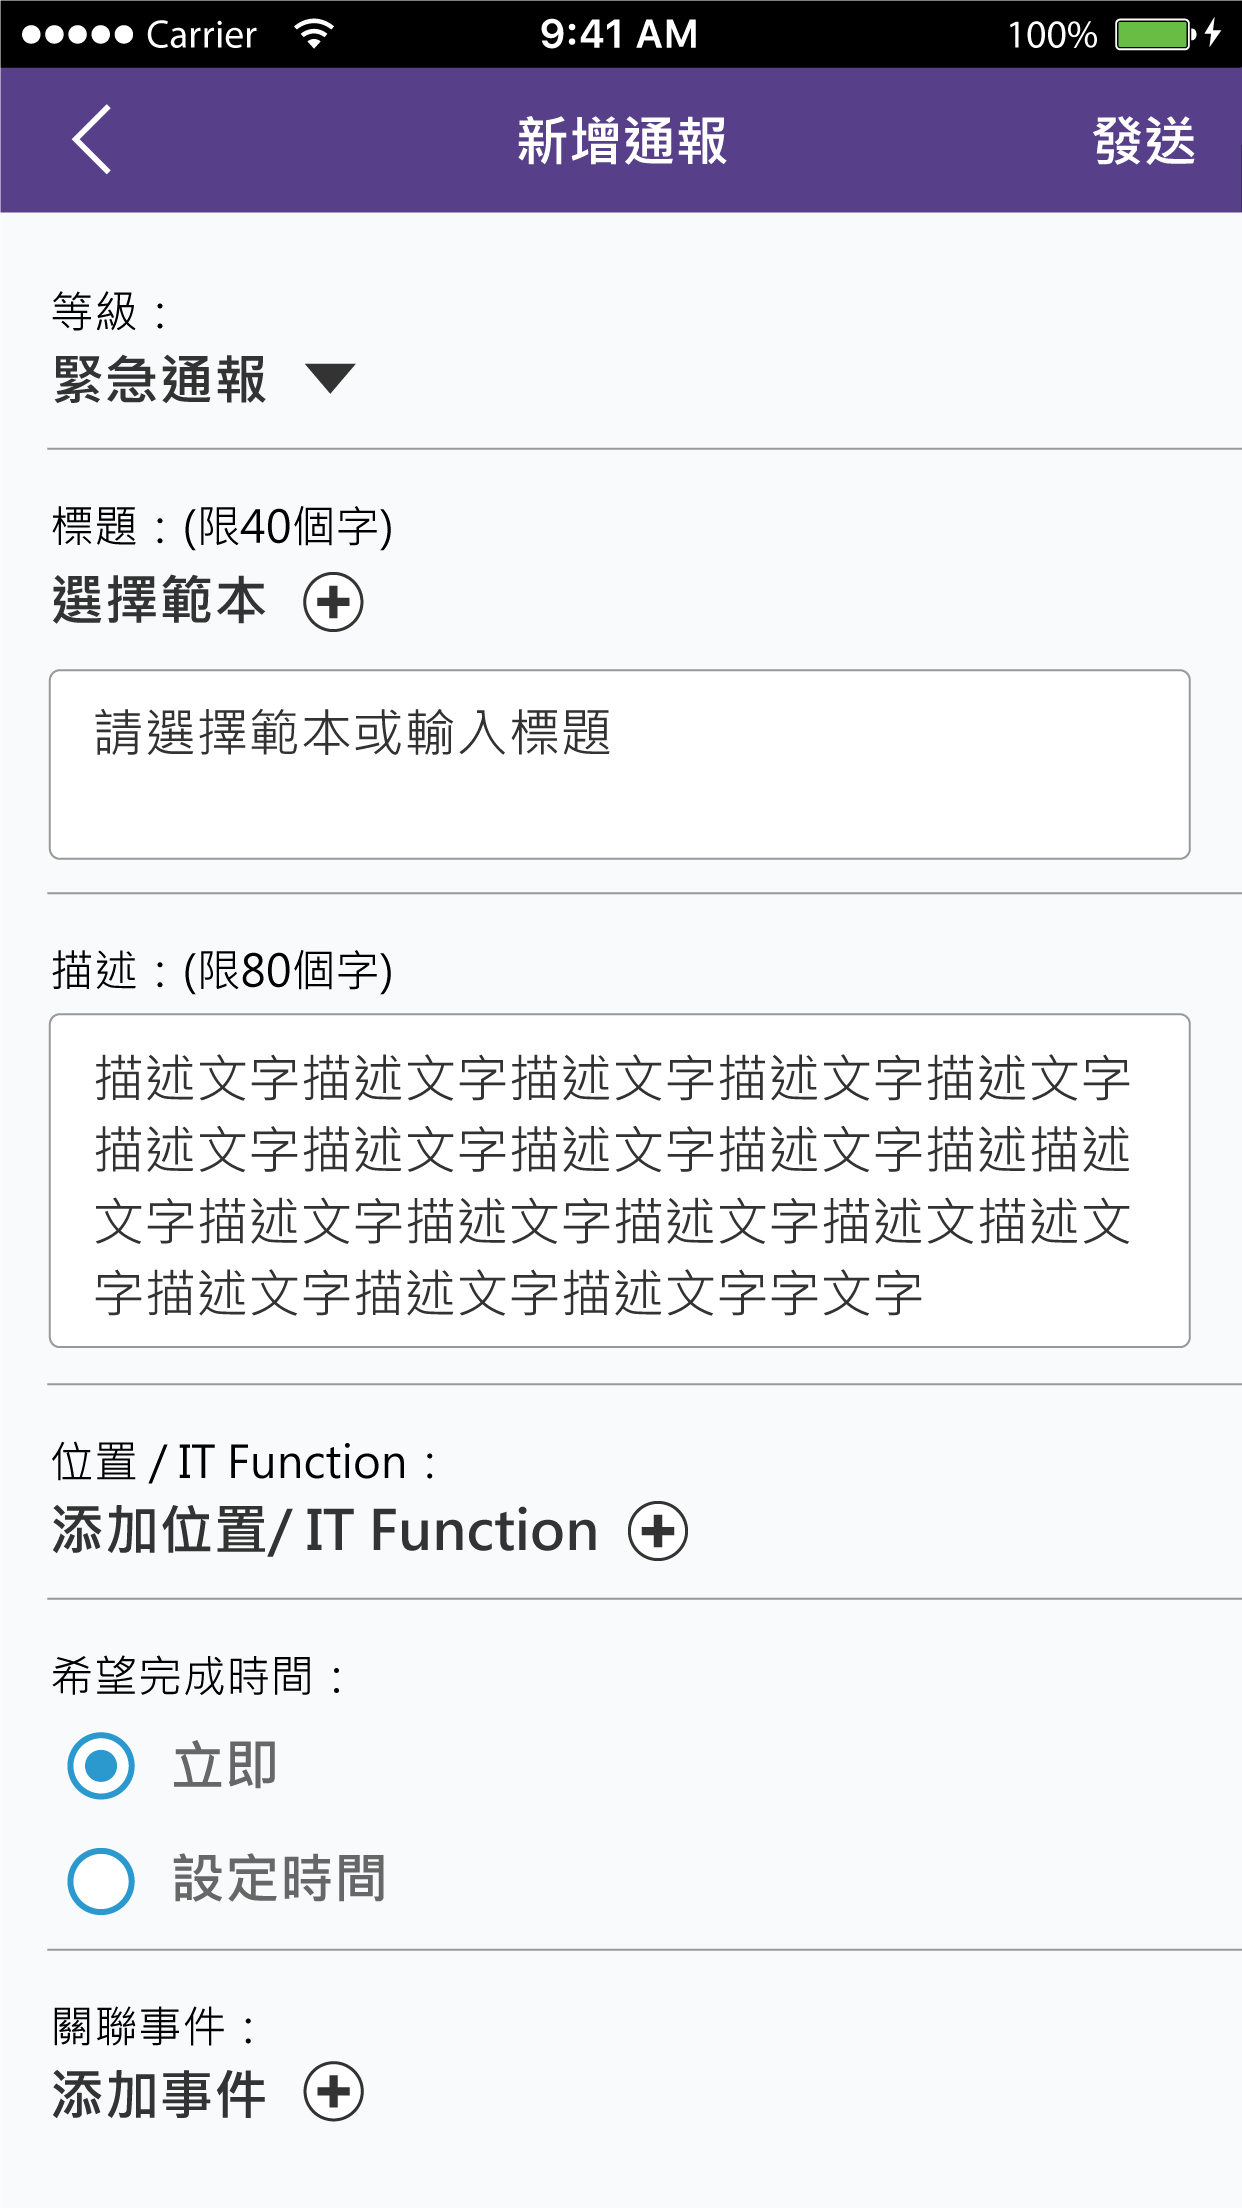 Carrier 9:41 AM 100%
新增通報 發送
等級：
緊急通報
標題：(限40個字)
選擇範本
請選擇範本或輸入標題
描述：(限80個字)
描述文字描述文字描述文字描述文字描述文字
描述文字描述文字描述文字描述文字描述描述
文字描述文字描述文字描述文字描述文描述文
字描述文字描述文字描述文字字文字
位置 / IT Function：
添加位置/ IT Function
希望完成時間：
立即
設定時間
關聯事件：
添加事件